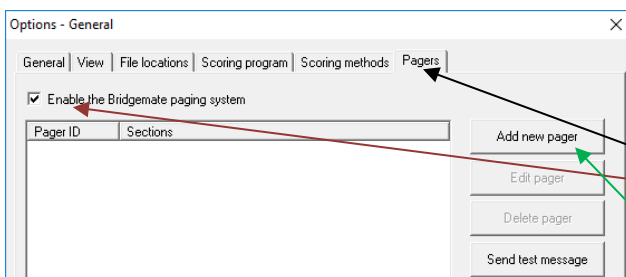 Options - General
General View File locations Scoring program Scoring methods Pagers
Enable the Bridgemate paging system
Pager ID Sections
Add new pager
Edit pager
Delete pager
Send test message